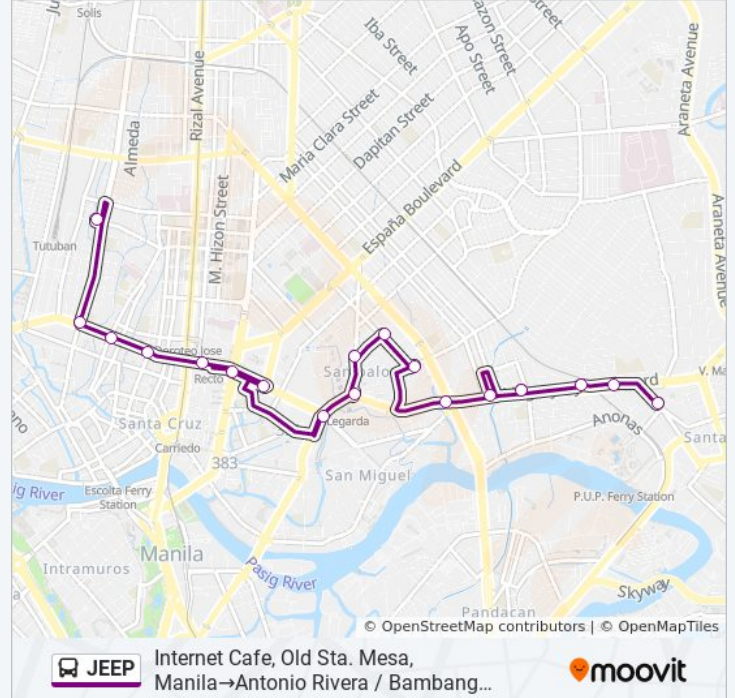 Solis
Rizal Avenue
Almeda
Iba Street
Apo Street
Araneta Avenue
Maria Clara Street
Dapitan Street
España Boulevard
M. Hizon Street
Araneta Avenue
Tutuban
Doroteo Jose
Recto
Legarda
V. Ma
Anonas
Santa
Santa Cruz
Carriedo
383
San Miguel
ig River
Escolta Ferry
Station
P.U.P. Ferry Station
Manila
Intramuros
Pasig River
Skyway
Pandacan
© OpenStreetMap contributors | © OpenMapTiles
JEEP
Internet Cafe, Old Sta. Mesa,
Manila→Antonio Rivera / Bambang…
moovit